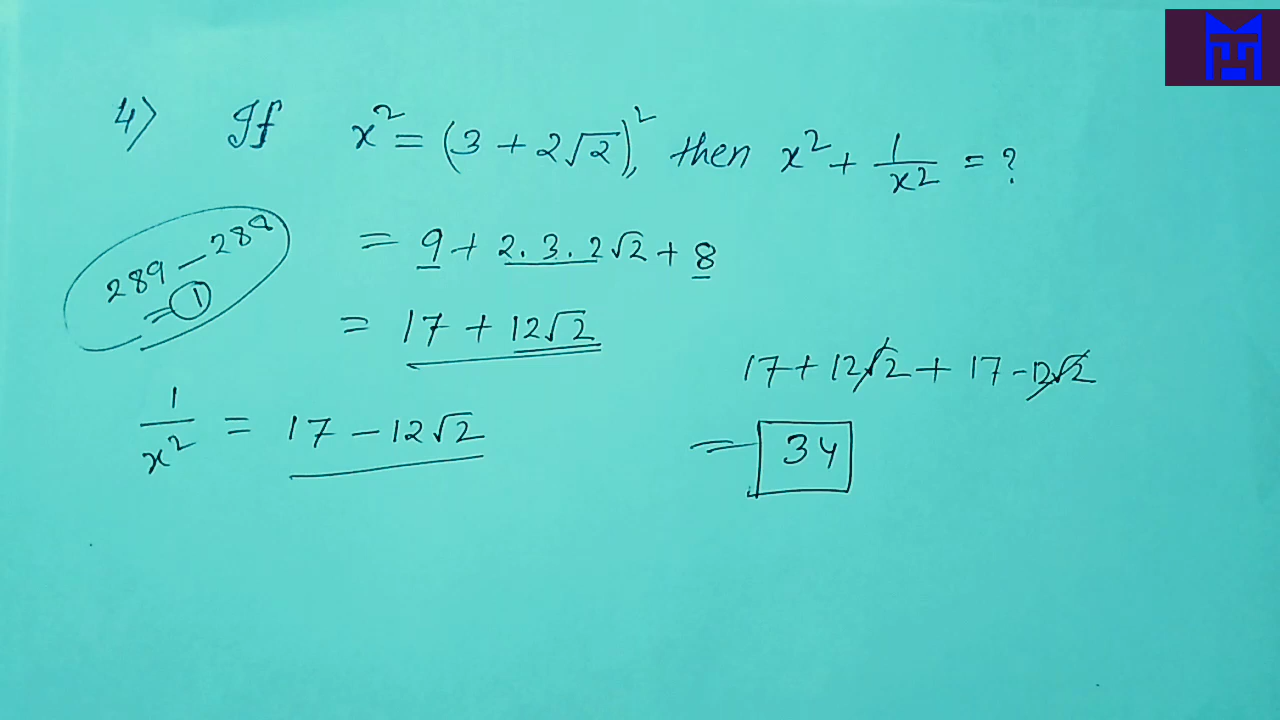 4) If x² = (3 + 2√2)², then x² + 1/x² = ?
= 9 + 2.3.2√2 + 8
289 - 288
= 1
= 17 + 12√2
1/x² = 17 - 12√2
17 + 12√2 + 17 - 12√2
= 34